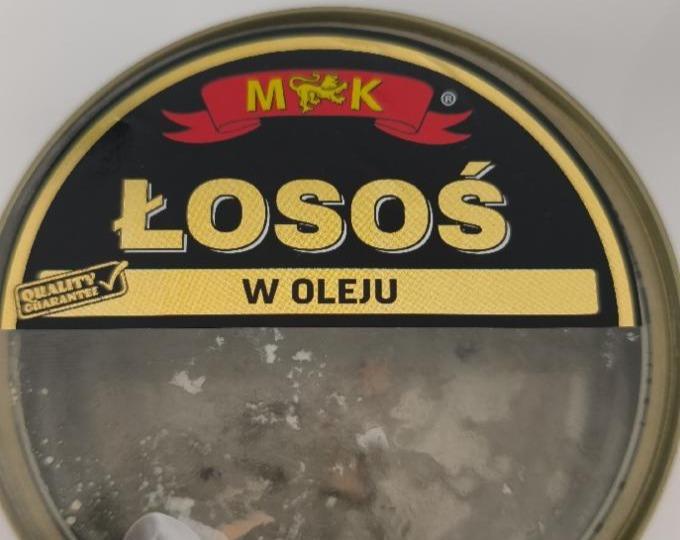 M K ®
ŁOSOŚ
W OLEJU
QUALITY
GUARANTEE